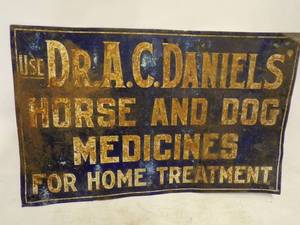 USE DR. A.C. DANIELS'
HORSE AND DOG
MEDICINES
FOR HOME TREATMENT